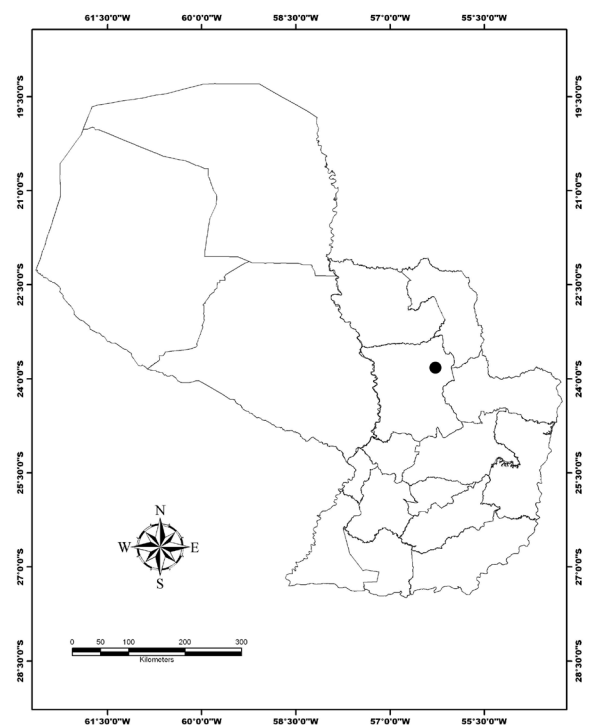 61°30'0"W 60°0'0"W 58°30'0"W 57°0'0"W 55°30'0"W
19°30'0"S 19°30'0"S
21°0'0"S 21°0'0"S
22°30'0"S 22°30'0"S
24°0'0"S 24°0'0"S
25°30'0"S 25°30'0"S
N
W E
S
27°0'0"S 27°0'0"S
0 50 100 200 300
Kilometers
28°30'0"S 28°30'0"S
61°30'0"W 60°0'0"W 58°30'0"W 57°0'0"W 55°30'0"W